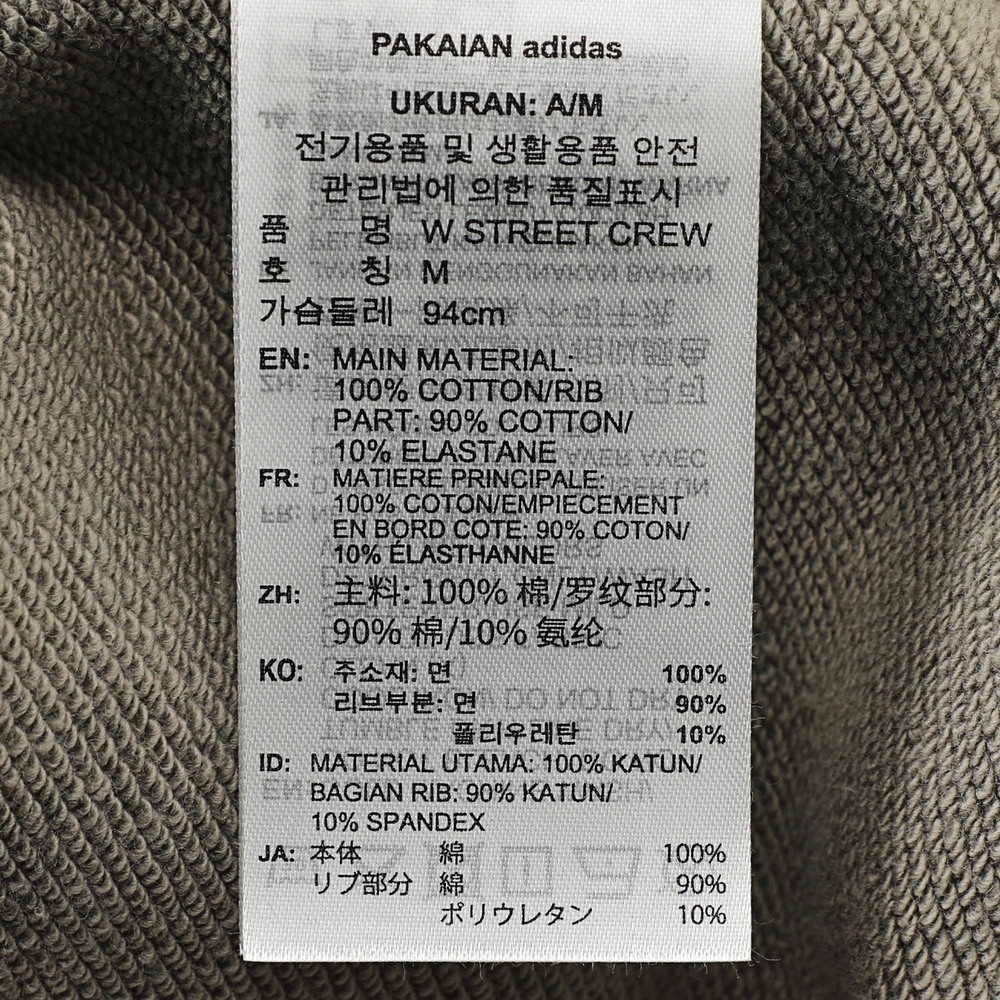 PAKAIAN adidas
UKURAN: A/M
전기용품 및 생활용품 안전
관리법에 의한 품질표시
품 명 W STREET CREW
호 칭 M
가슴둘레 94cm
EN: MAIN MATERIAL:
100% COTTON/RIB
PART: 90% COTTON/
10% ELASTANE
FR: MATIERE PRINCIPALE:
100% COTON/EMPIECEMENT
EN BORD COTE: 90% COTON/
10% ÉLASTHANNE
ZH: 主料: 100% 棉/罗纹部分:
90% 棉/10% 氨纶
KO: 주소재: 면 100%
리브부분: 면 90%
폴리우레탄 10%
ID: MATERIAL UTAMA: 100% KATUN/
BAGIAN RIB: 90% KATUN/
10% SPANDEX
JA: 本体 綿 100%
リブ部分 綿 90%
ポリウレタン 10%